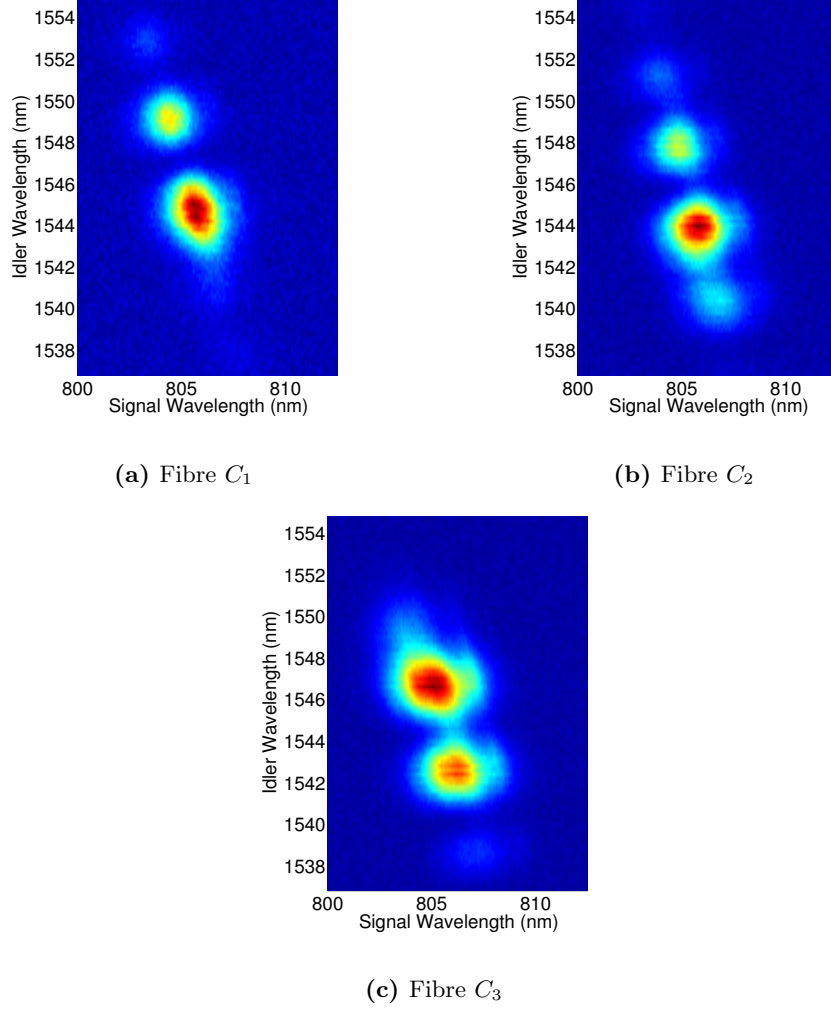 1554
1552
1550
1548
1546
1544
1542
1540
1538
Idler Wavelength (nm)
800 805 810
Signal Wavelength (nm)
(a) Fibre C1
1554
1552
1550
1548
1546
1544
1542
1540
1538
Idler Wavelength (nm)
800 805 810
Signal Wavelength (nm)
(b) Fibre C2
1554
1552
1550
1548
1546
1544
1542
1540
1538
Idler Wavelength (nm)
800 805 810
Signal Wavelength (nm)
(c) Fibre C3